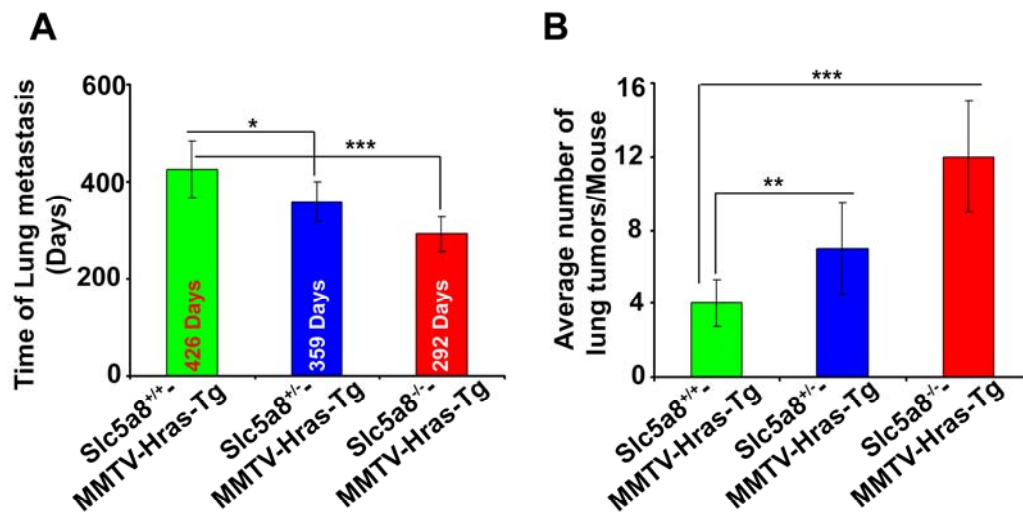 A
Time of Lung metastasis
(Days)
600
400
200
0
*
***
426 Days
359 Days
292 Days
Slc5a8+/+-
MMTV-Hras-Tg
Slc5a8+/--
MMTV-Hras-Tg
Slc5a8-/--
MMTV-Hras-Tg
B
Average number of
lung tumors/Mouse
16
12
8
4
0
***
**
Slc5a8+/+-
MMTV-Hras-Tg
Slc5a8+/--
MMTV-Hras-Tg
Slc5a8-/--
MMTV-Hras-Tg